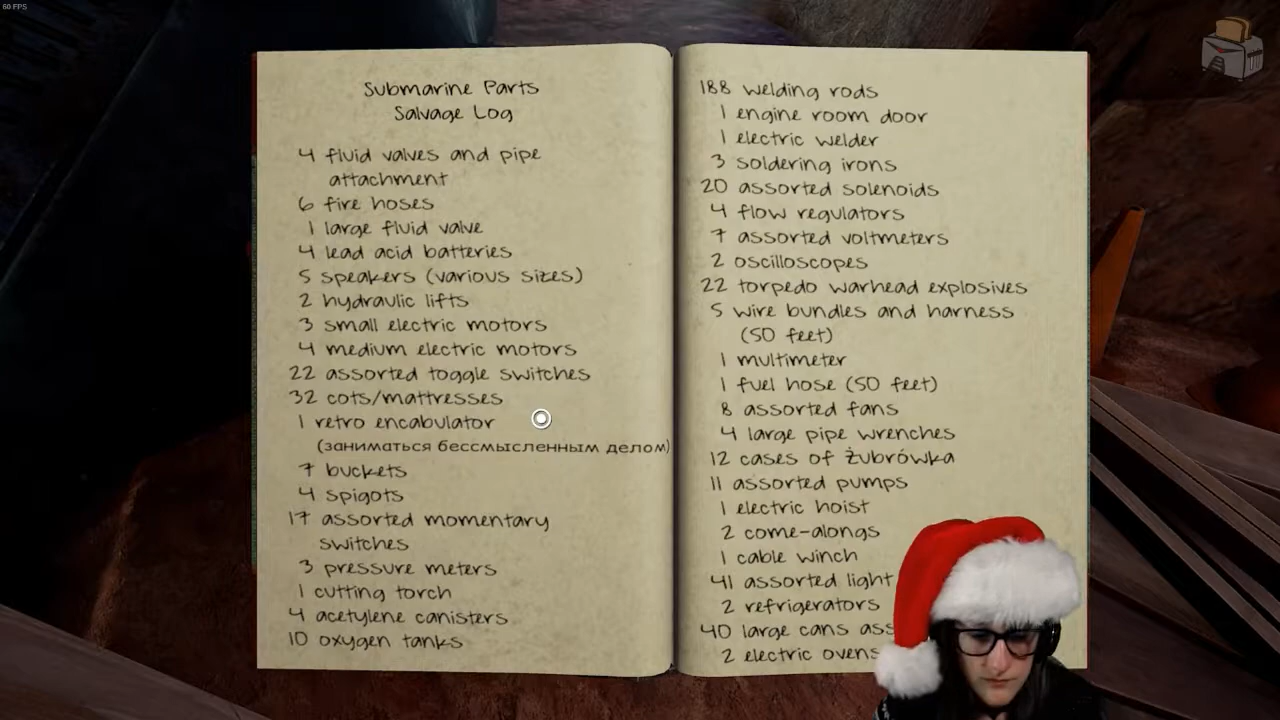 60 FPS
Submarine Parts
Salvage Log
4 fluid valves and pipe
attachment
6 fire hoses
1 large fluid valve
4 lead acid batteries
5 speakers (various sizes)
2 hydraulic lifts
3 small electric motors
4 medium electric motors
22 assorted toggle switches
32 cots/mattresses
1 retro encabulator
(заниматься бессмысленным делом)
7 buckets
4 spigots
17 assorted momentary
switches
3 pressure meters
1 cutting torch
4 acetylene canisters
10 oxygen tanks
188 welding rods
1 engine room door
1 electric welder
3 soldering irons
20 assorted solenoids
4 flow regulators
7 assorted voltmeters
2 oscilloscopes
22 torpedo warhead explosives
5 wire bundles and harness
(50 feet)
1 multimeter
1 fuel hose (50 feet)
8 assorted fans
4 large pipe wrenches
12 cases of żubrówka
11 assorted pumps
1 electric hoist
2 come-alongs
1 cable winch
41 assorted light
2 refrigerators
40 large cans
2 electric ovens